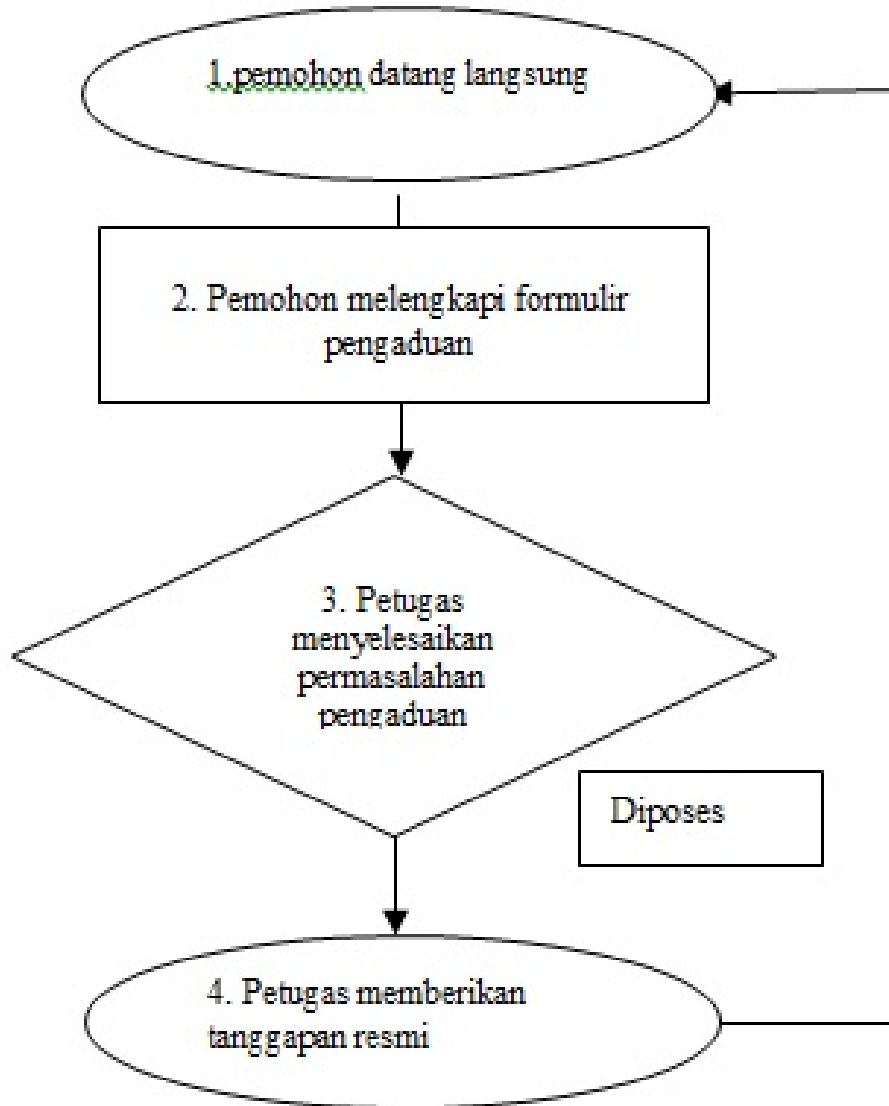 1.pemohon datang langsung
2. Pemohon melengkapi formulir
pengaduan
3. Petugas
menyelesaikan
permasalahan
pengaduan
Diposes
4. Petugas memberikan
tanggapan resmi